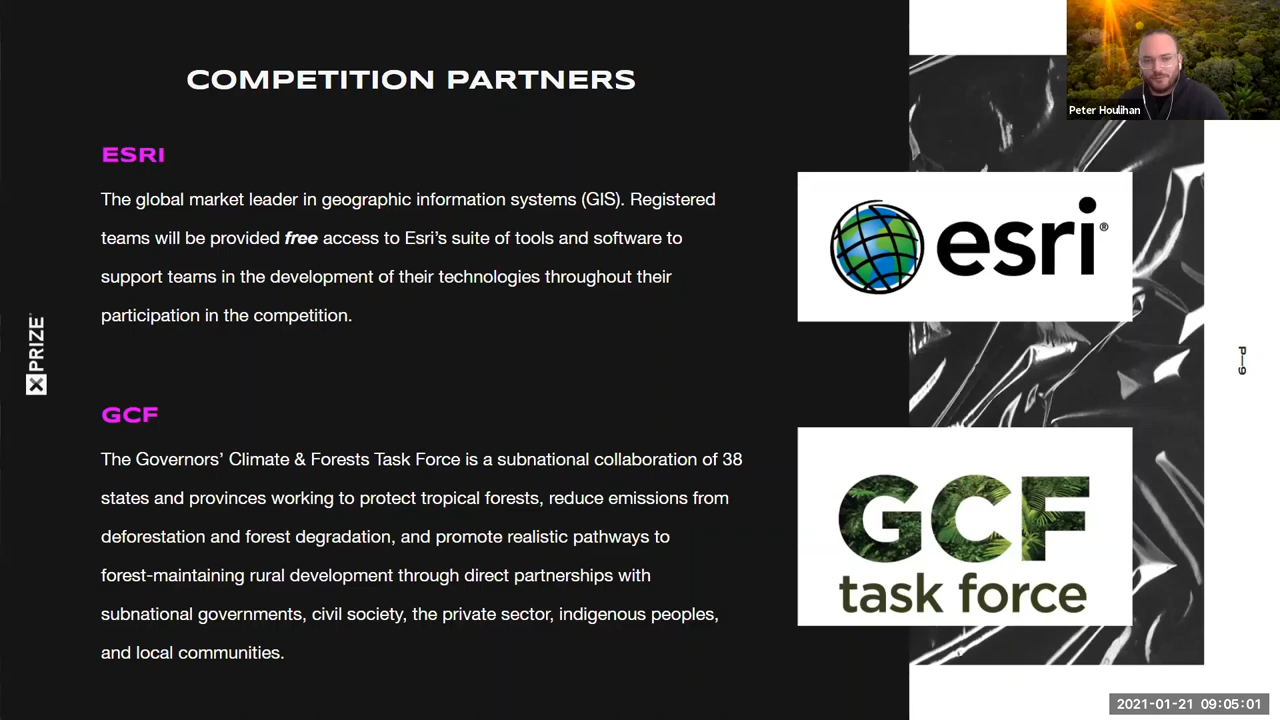 COMPETITION PARTNERS
Peter Houlihan
ESRI
The global market leader in geographic information systems (GIS). Registered
teams will be provided free access to Esri’s suite of tools and software to
support teams in the development of their technologies throughout their
participation in the competition.
esri®
XPRIZE
P—9
GCF
The Governors’ Climate & Forests Task Force is a subnational collaboration of 38
states and provinces working to protect tropical forests, reduce emissions from
deforestation and forest degradation, and promote realistic pathways to
forest-maintaining rural development through direct partnerships with
subnational governments, civil society, the private sector, indigenous peoples,
and local communities.
GCF
task force
2021-01-21 09:05:01